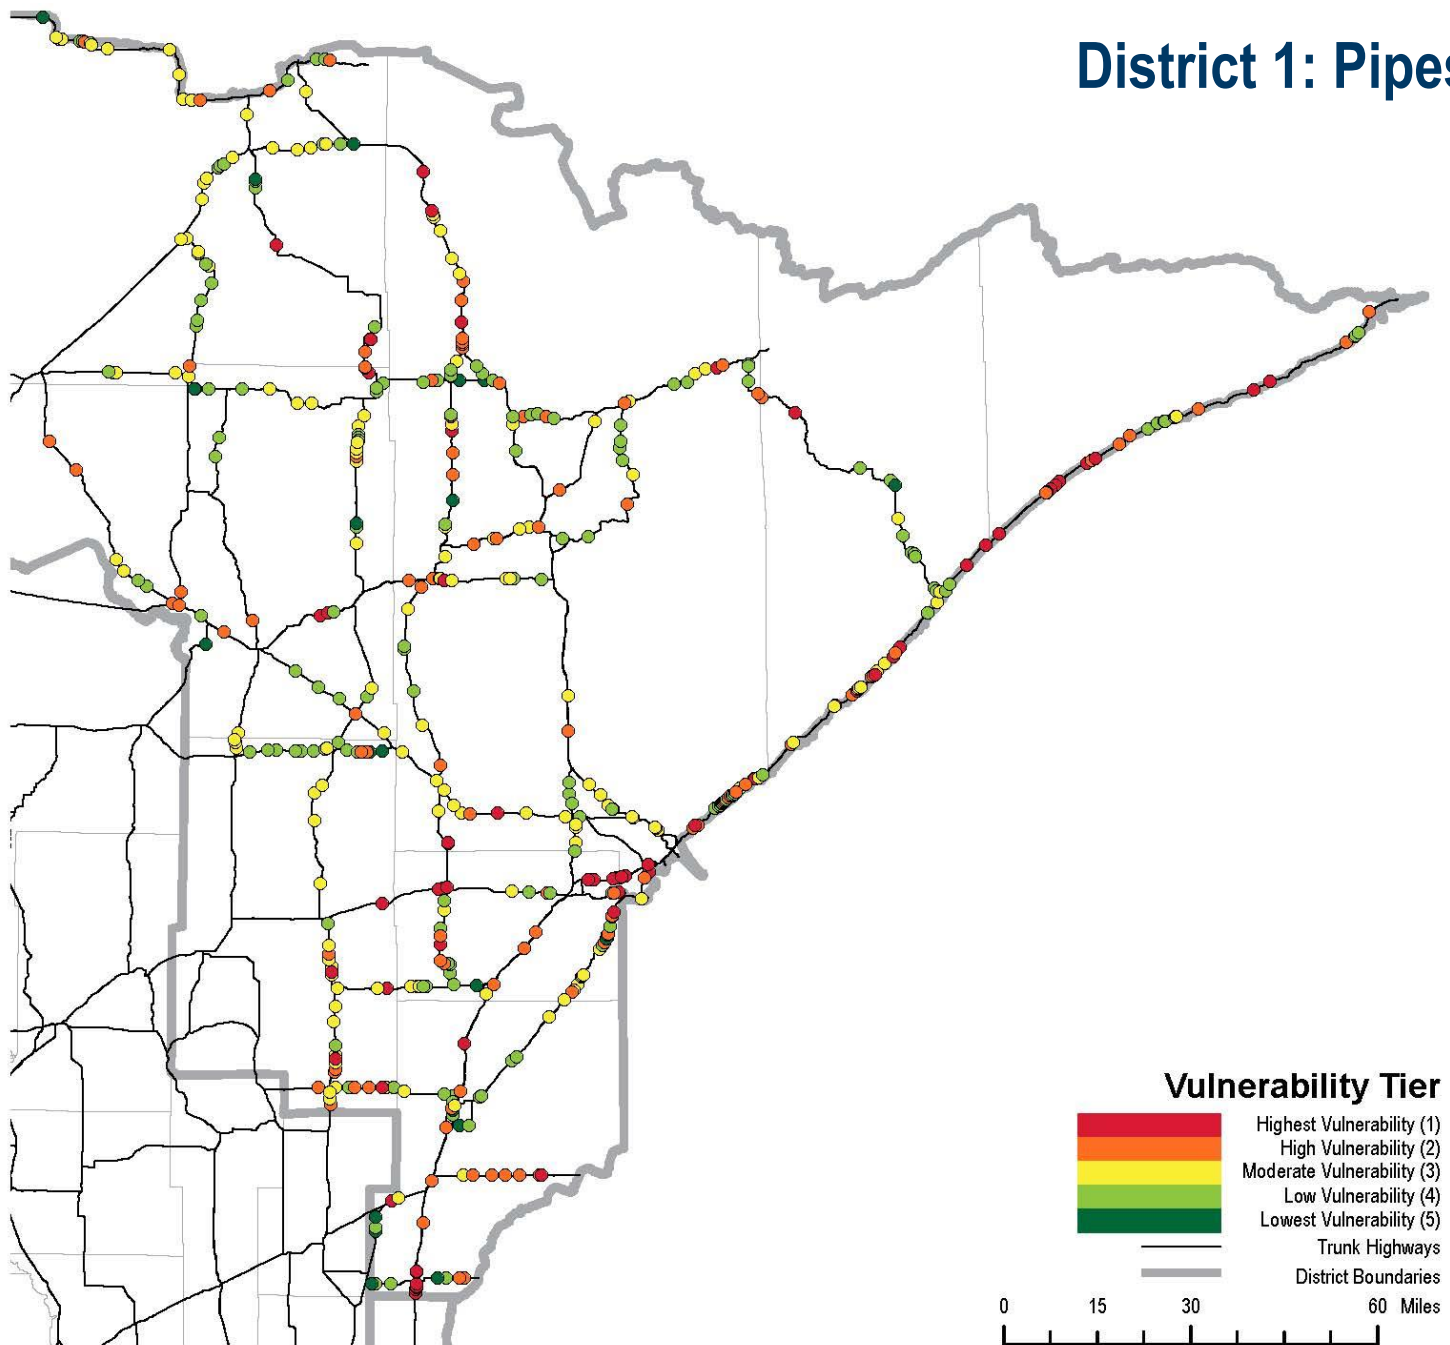 District 1: Pipes
Vulnerability Tier
Highest Vulnerability (1)
High Vulnerability (2)
Moderate Vulnerability (3)
Low Vulnerability (4)
Lowest Vulnerability (5)
Trunk Highways
District Boundaries
0 15 30 60 Miles